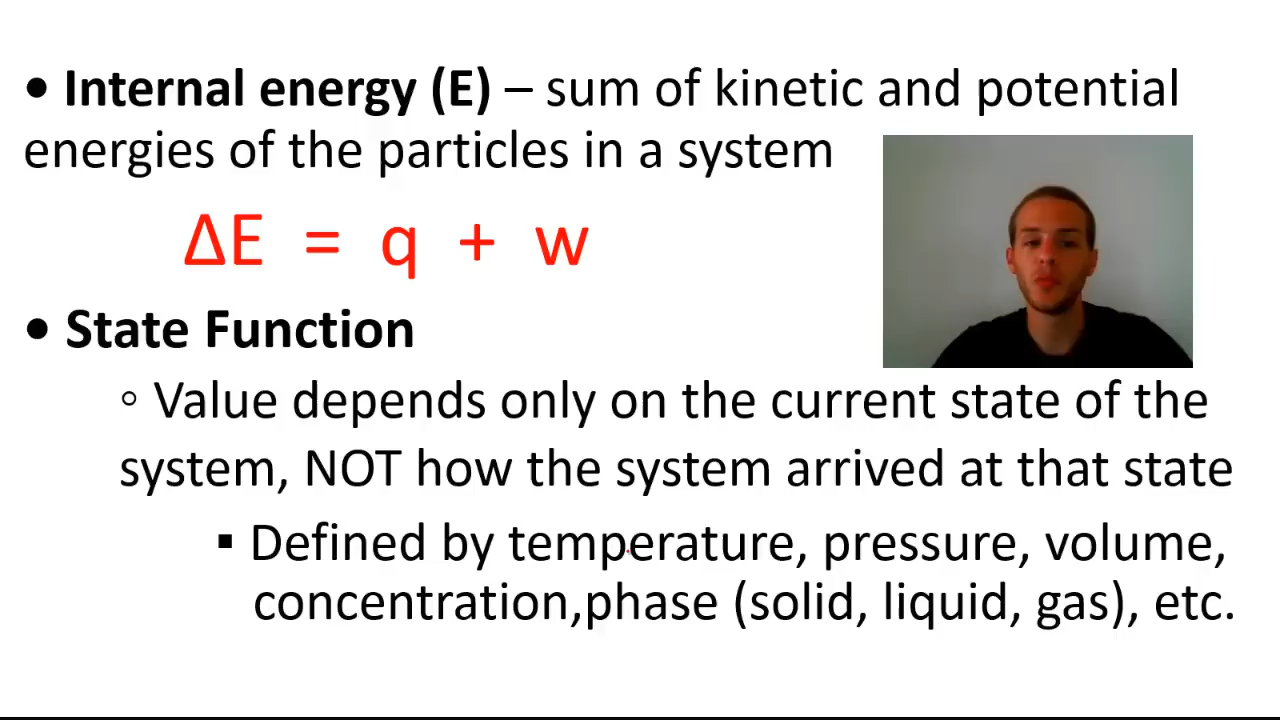 • Internal energy (E) – sum of kinetic and potential
energies of the particles in a system
ΔE = q + w
• State Function
◦ Value depends only on the current state of the
system, NOT how the system arrived at that state
▪ Defined by temperature, pressure, volume,
concentration,phase (solid, liquid, gas), etc.